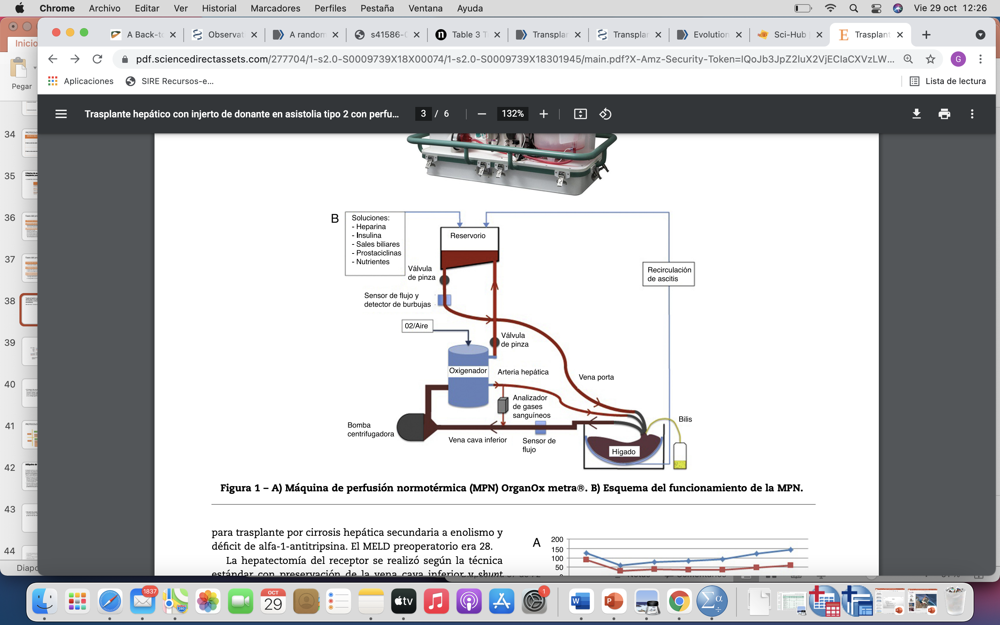 Chrome Archivo Editar Ver Historial Marcadores Perfiles Pestaña Ventana Ayuda
Vie 29 oct 12:26
A Back-to
Observati
A random
s41586-0
Table 3 T
Transplan
Transplan
Evolution
Sci-Hub
Trasplant
pdf.sciencedirectassets.com/277704/1-s2.0-S0009739X18X00074/1-s2.0-S0009739X18301945/main.pdf?X-Amz-Security-Token=IQoJb3JpZ2luX2VjECIaCXVzLW...
G
Aplicaciones
SIRE Recursos-e...
Lista de lectura
Inicio
Pegar
Trasplante hepático con injerto de donante en asistolia tipo 2 con perfu...
3 / 6
132%
34
35
36
37
38
39
40
41
42
43
44
B
Soluciones:
- Heparina
- Insulina
- Sales biliares
- Prostaciclinas
- Nutrientes
Reservorio
Válvula
de pinza
Recirculación
de ascitis
Sensor de flujo y
detector de burbujas
02/Aire
Válvula
de pinza
Oxigenador
Arteria hepática
Vena porta
Analizador
de gases
sanguíneos
Bomba
centrifugadora
Vena cava inferior
Sensor de
flujo
Bilis
Hígado
Figura 1 – A) Máquina de perfusión normotérmica (MPN) OrganOx metra®. B) Esquema del funcionamiento de la MPN.
para trasplante por cirrosis hepática secundaria a enolismo y
déficit de alfa-1-antitripsina. El MELD preoperatorio era 28.
La hepatectomía del receptor se realizó según la técnica
estándar con preservación de la vena cava inferior y shunt
A
200
150
100
50
Diapo
1837
280
OCT
29
tv
1
W
P